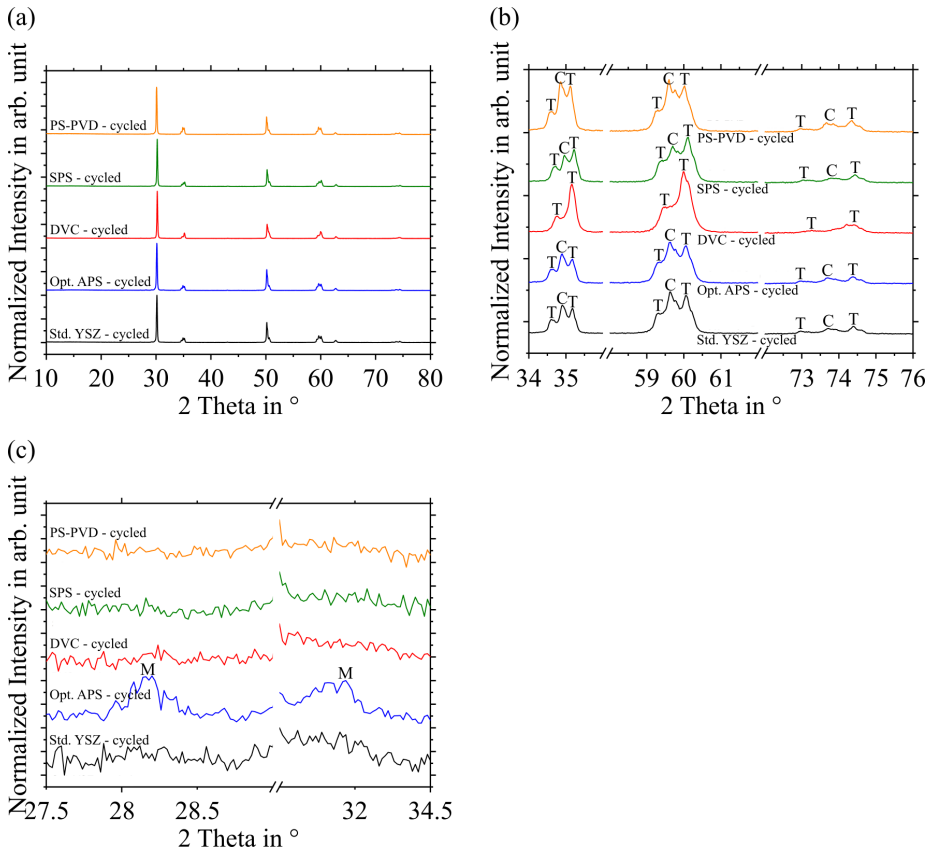 (a)
Normalized Intensity in arb. unit
PS-PVD - cycled
SPS - cycled
DVC - cycled
Opt. APS - cycled
Std. YSZ - cycled
10 20 30 40 50 60 70 80
2 Theta in °
(b)
Normalized Intensity in arb. unit
T C T T C T T C T
PS-PVD - cycled
T C T T C T T C T
SPS - cycled
T T T T T T
DVC - cycled
T C T T C T T C T
Opt. APS - cycled
T C T T C T T C T
Std. YSZ - cycled
34 35 59 60 61 73 74 75 76
2 Theta in °
(c)
Normalized Intensity in arb. unit
PS-PVD - cycled
SPS - cycled
DVC - cycled
M M
Opt. APS - cycled
Std. YSZ - cycled
27.5 28 28.5 32 34.5
2 Theta in °